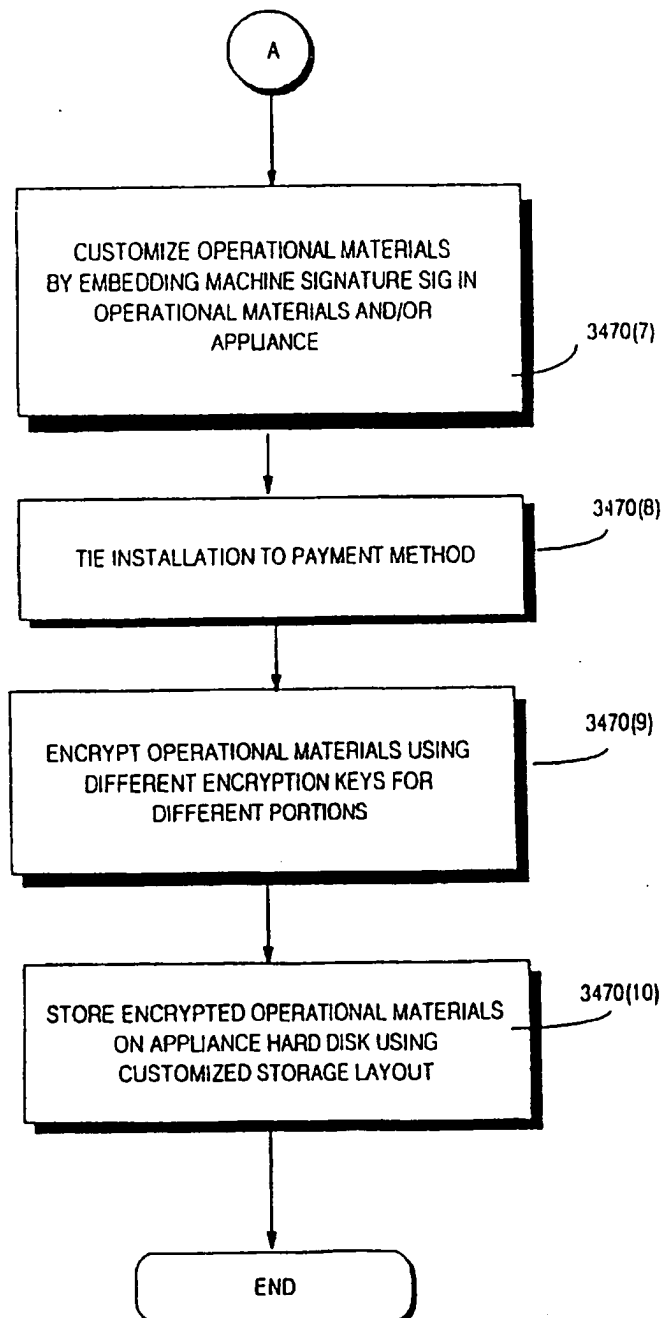 A
CUSTOMIZE OPERATIONAL MATERIALS
BY EMBEDDING MACHINE SIGNATURE SIG IN
OPERATIONAL MATERIALS AND/OR
APPLIANCE
3470(7)
3470(8)
TIE INSTALLATION TO PAYMENT METHOD
3470(9)
ENCRYPT OPERATIONAL MATERIALS USING
DIFFERENT ENCRYPTION KEYS FOR
DIFFERENT PORTIONS
3470(10)
STORE ENCRYPTED OPERATIONAL MATERIALS
ON APPLIANCE HARD DISK USING
CUSTOMIZED STORAGE LAYOUT
END